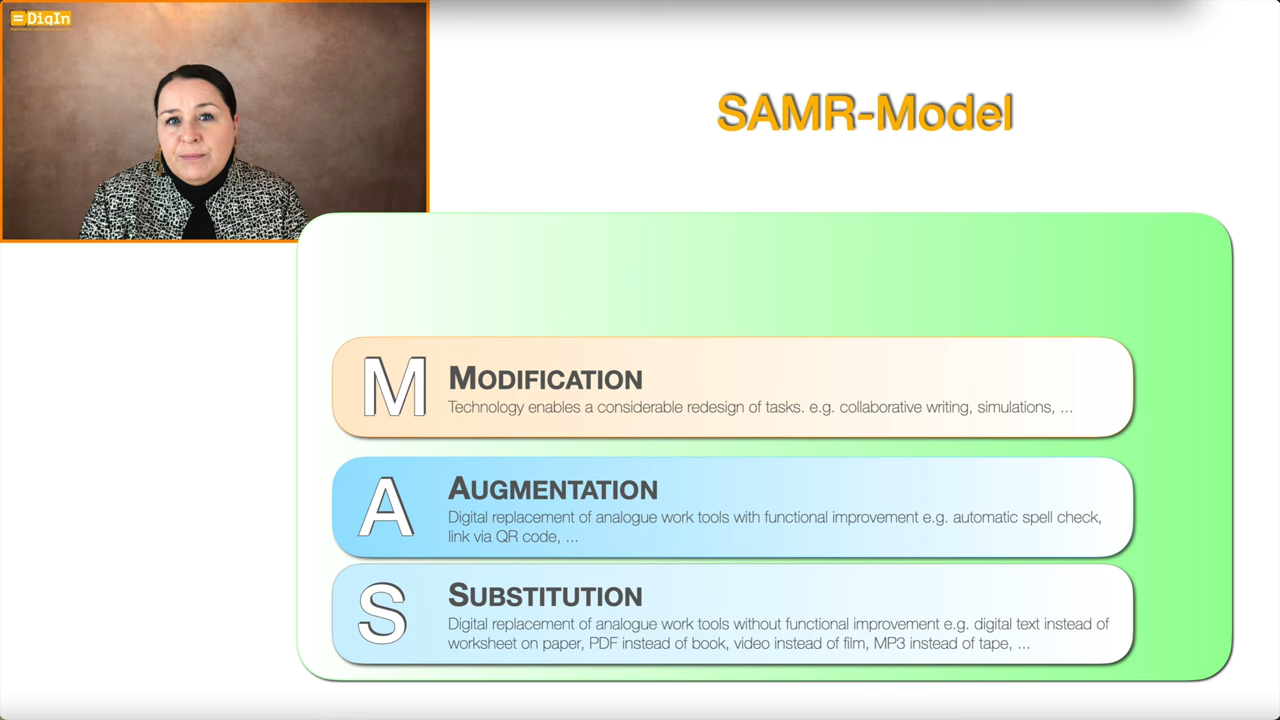 DigIn
SAMR-Model
M
MODIFICATION
Technology enables a considerable redesign of tasks. e.g. collaborative writing, simulations, ...
A
AUGMENTATION
Digital replacement of analogue work tools with functional improvement e.g. automatic spell check,
link via QR code, ...
S
SUBSTITUTION
Digital replacement of analogue work tools without functional improvement e.g. digital text instead of
worksheet on paper, PDF instead of book, video instead of film, MP3 instead of tape, ...